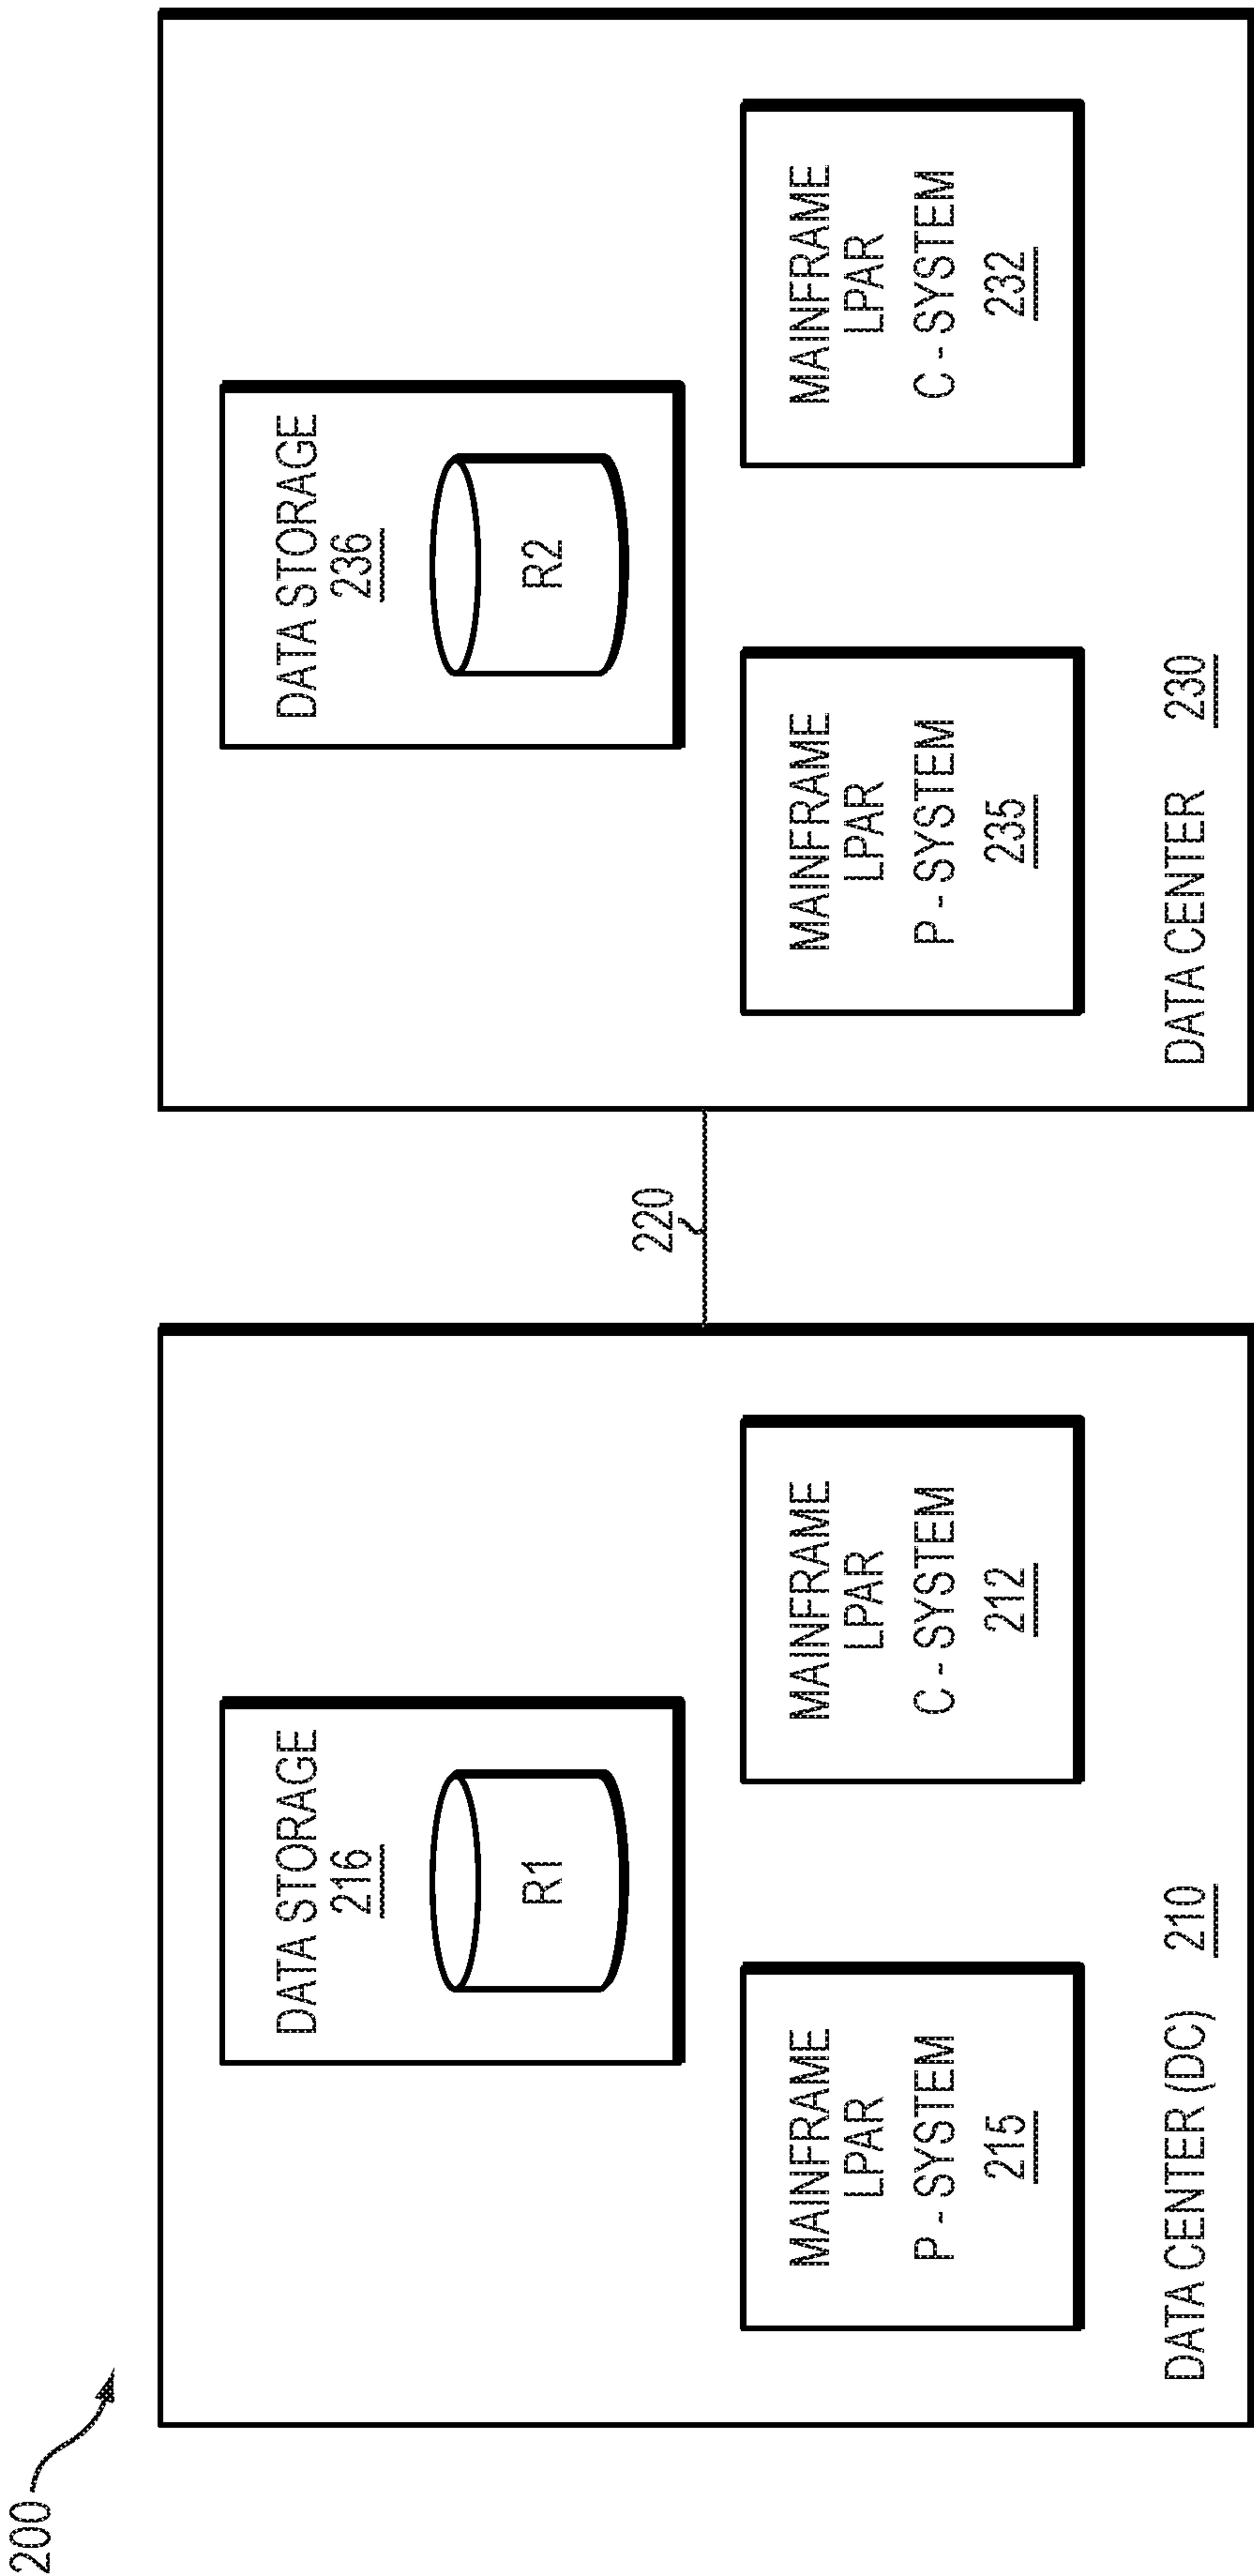 200
DATA STORAGE
216
R1
MAINFRAME
LPAR
P - SYSTEM
215
MAINFRAME
LPAR
C - SYSTEM
212
DATA CENTER (DC) 210
220
DATA STORAGE
236
R2
MAINFRAME
LPAR
P - SYSTEM
235
MAINFRAME
LPAR
C - SYSTEM
232
DATA CENTER 230